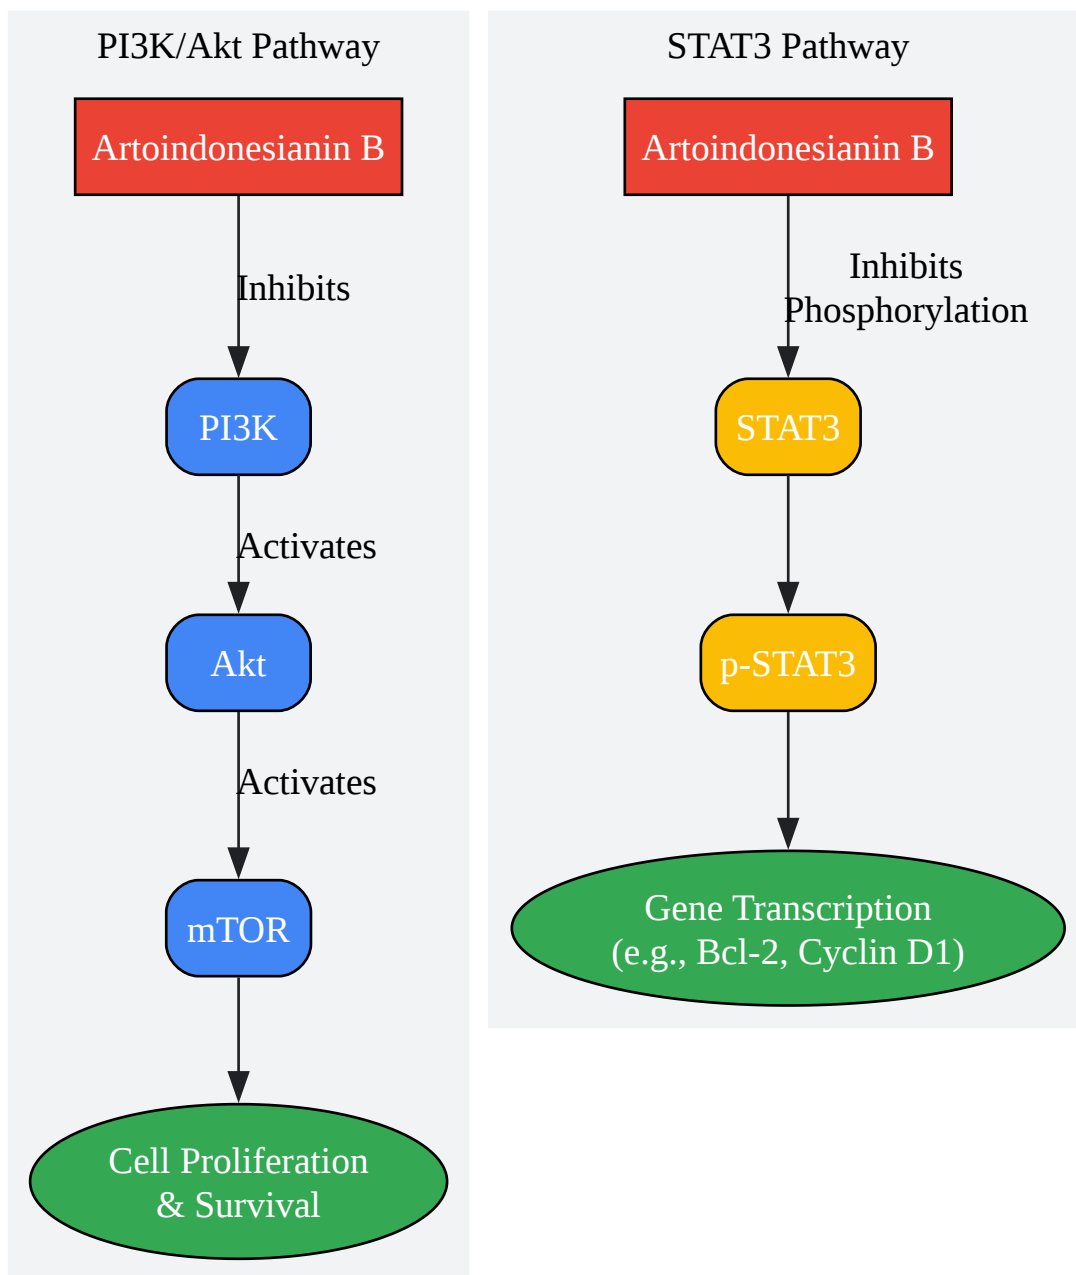 PI3K/Akt Pathway
Artoindonesianin B
Inhibits
PI3K
Activates
Akt
Activates
mTOR
Cell Proliferation
& Survival
STAT3 Pathway
Artoindonesianin B
Inhibits
Phosphorylation
STAT3
p-STAT3
Gene Transcription
(e.g., Bcl-2, Cyclin D1)